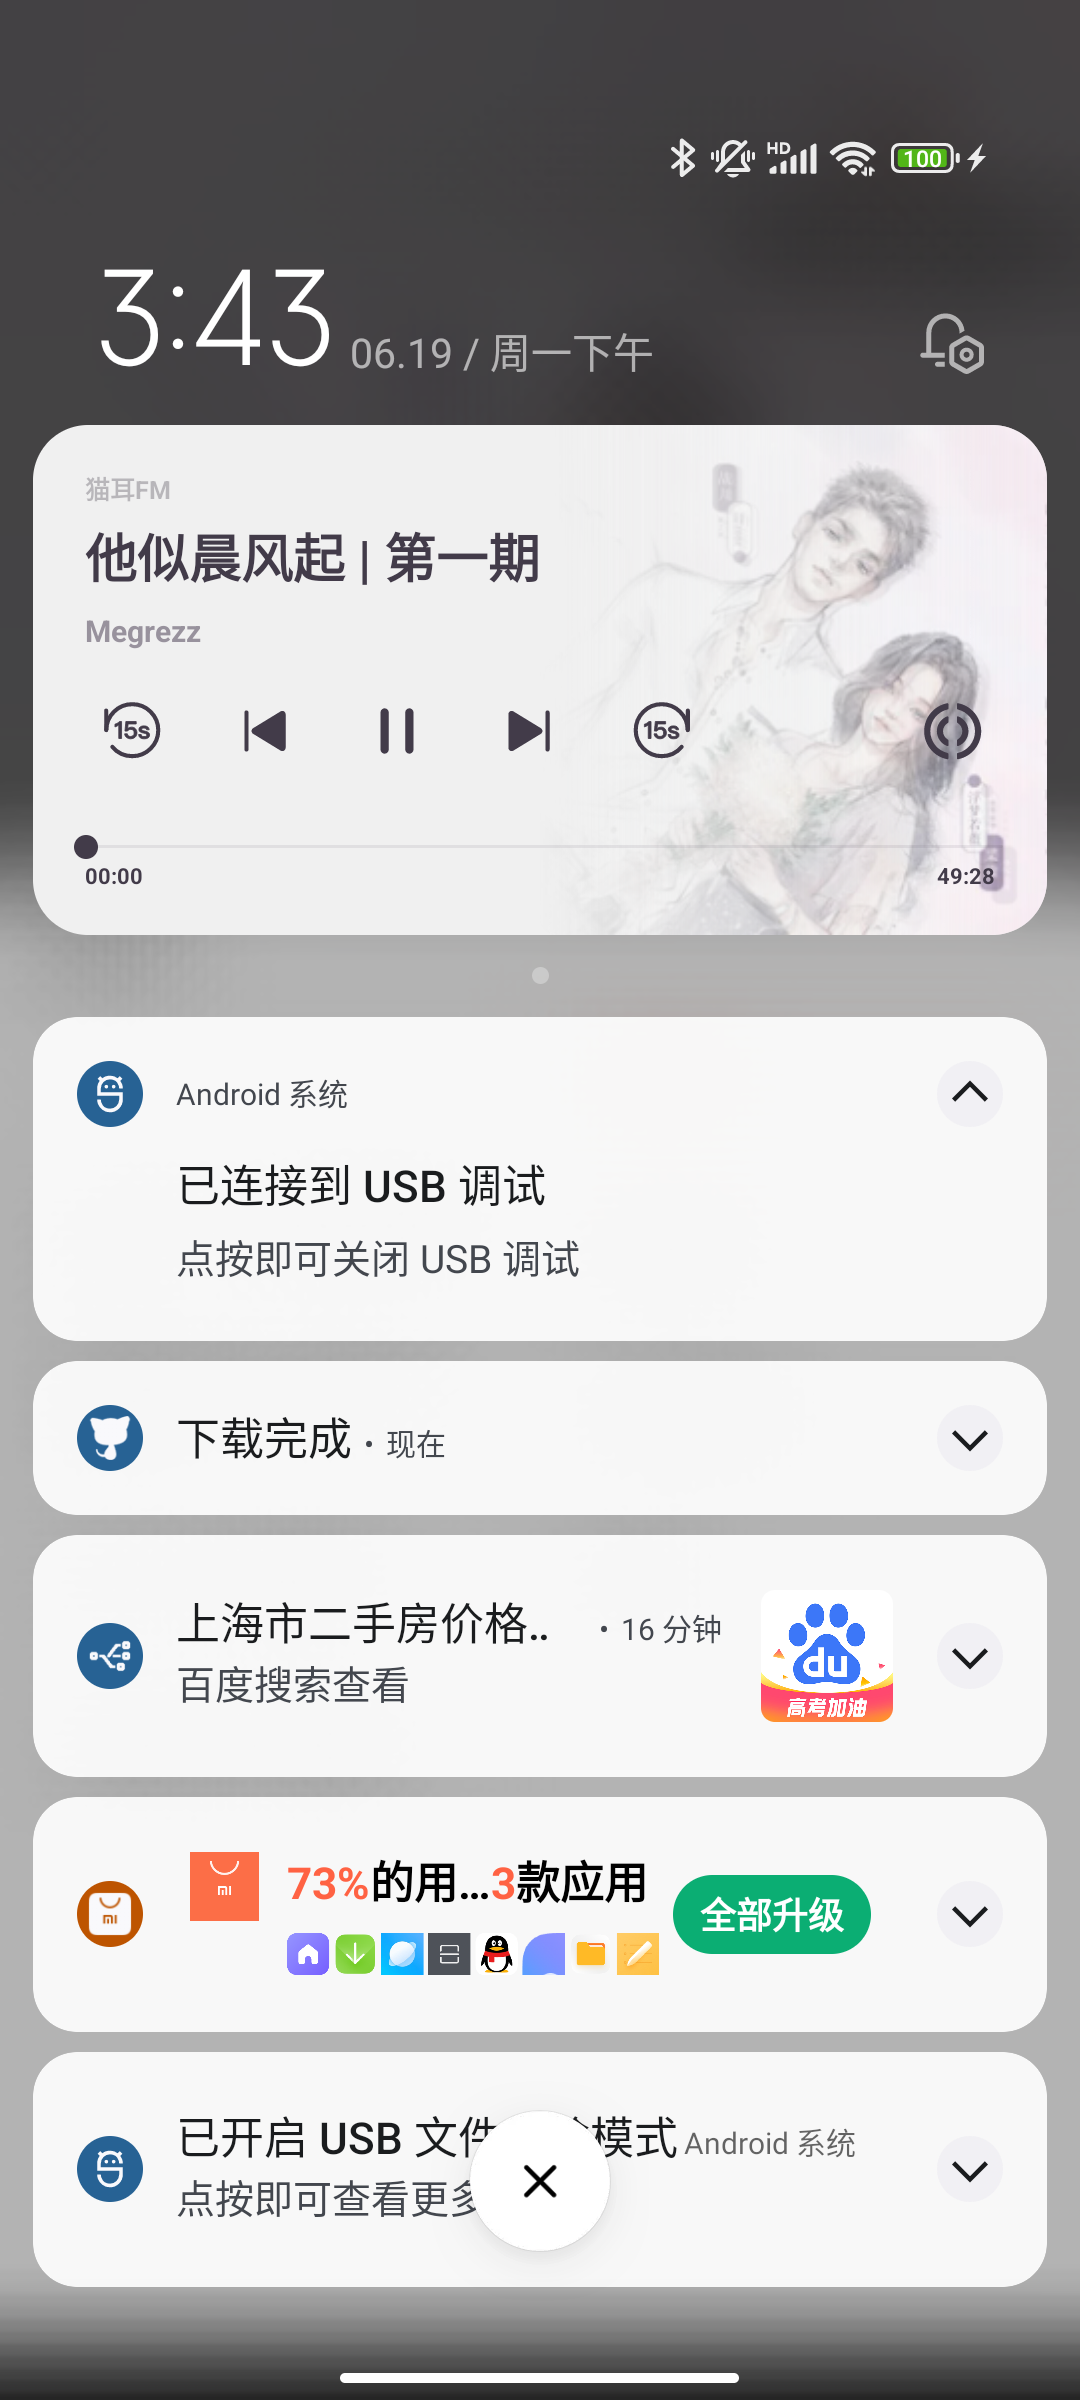 HD
100
3:43
06.19 / 周一下午
猫耳FM
他似晨风起 | 第一期
Megrezz
15s
15s
00:00
49:28
Android 系统
已连接到 USB 调试
点按即可关闭 USB 调试
下载完成 · 现在
上海市二手房价格.. · 16 分钟
百度搜索查看
du
高考加油
mi
mi
73%的用...3款应用
全部升级
已开启 USB 文件
模式 Android 系统
点按即可查看更多